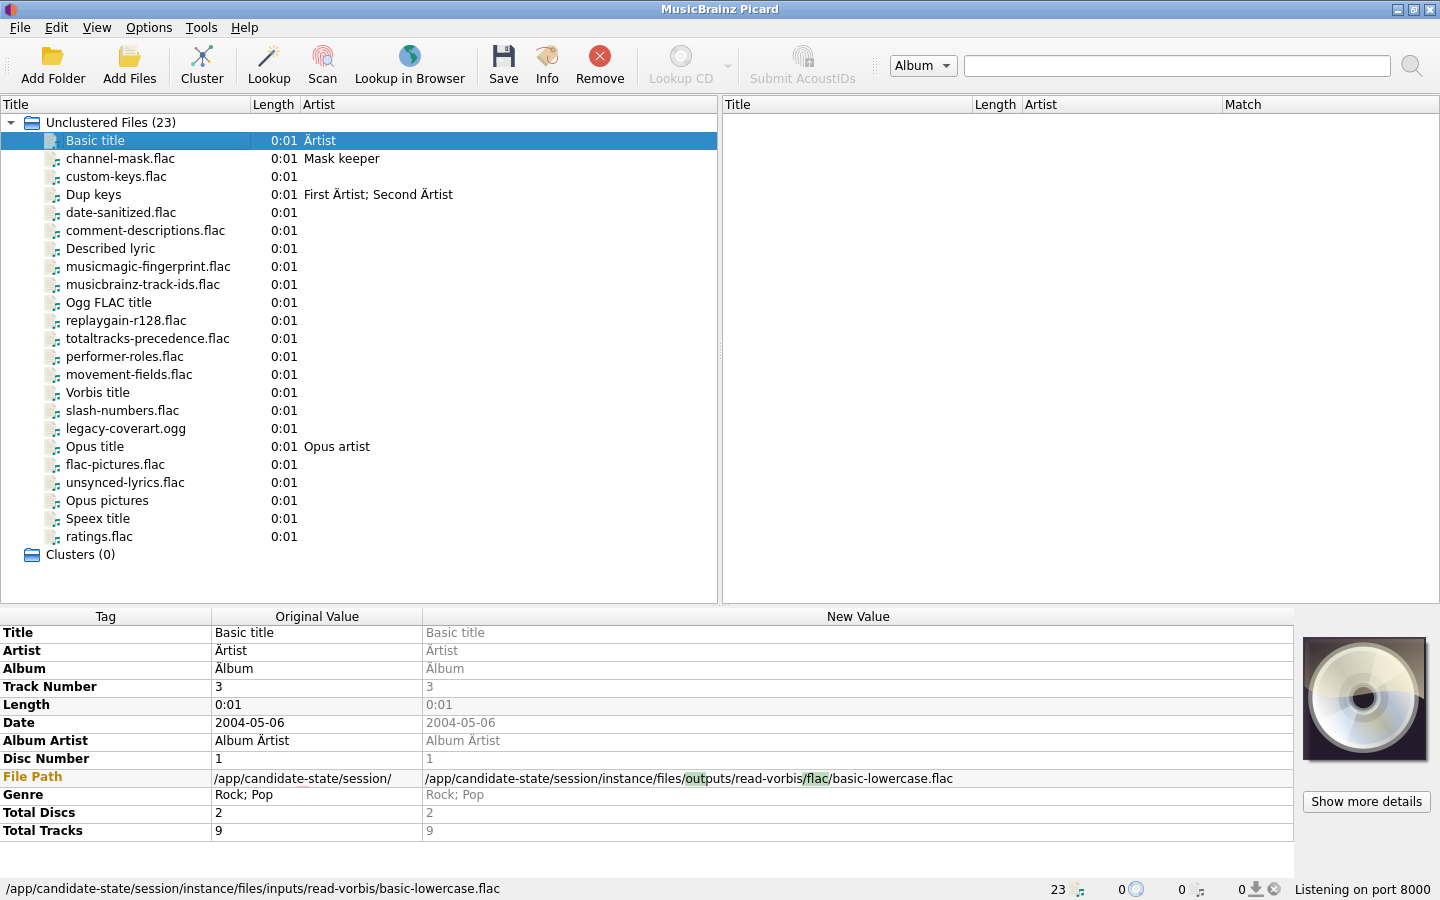 MusicBrainz Picard
File Edit View Options Tools Help
Add Folder Add Files Cluster Lookup Scan Lookup in Browser Save Info Remove Lookup CD Submit AcoustIDs Album
Title Length Artist
Unclustered Files (23)
Basic title 0:01 Ärtist
channel-mask.flac 0:01 Mask keeper
custom-keys.flac 0:01
Dup keys 0:01 First Ärtist; Second Ärtist
date-sanitized.flac 0:01
comment-descriptions.flac 0:01
Described lyric 0:01
musicmagic-fingerprint.flac 0:01
musicbrainz-track-ids.flac 0:01
Ogg FLAC title 0:01
replaygain-r128.flac 0:01
totaltracks-precedence.flac 0:01
performer-roles.flac 0:01
movement-fields.flac 0:01
Vorbis title 0:01
slash-numbers.flac 0:01
legacy-coverart.ogg 0:01
Opus title 0:01 Opus artist
flac-pictures.flac 0:01
unsynced-lyrics.flac 0:01
Opus pictures 0:01
Speex title 0:01
ratings.flac 0:01
Clusters (0)
Title Length Artist Match
Tag Original Value New Value
Title Basic title Basic title
Artist Ärtist Ärtist
Album Älbum Älbum
Track Number 3 3
Length 0:01 0:01
Date 2004-05-06 2004-05-06
Album Artist Album Ärtist Album Ärtist
Disc Number 1 1
File Path /app/candidate-state/session/ /app/candidate-state/session/instance/files/outputs/read-vorbis/flac/basic-lowercase.flac
Genre Rock; Pop Rock; Pop
Total Discs 2 2
Total Tracks 9 9
Show more details
/app/candidate-state/session/instance/files/inputs/read-vorbis/basic-lowercase.flac 23 0 0 0 Listening on port 8000